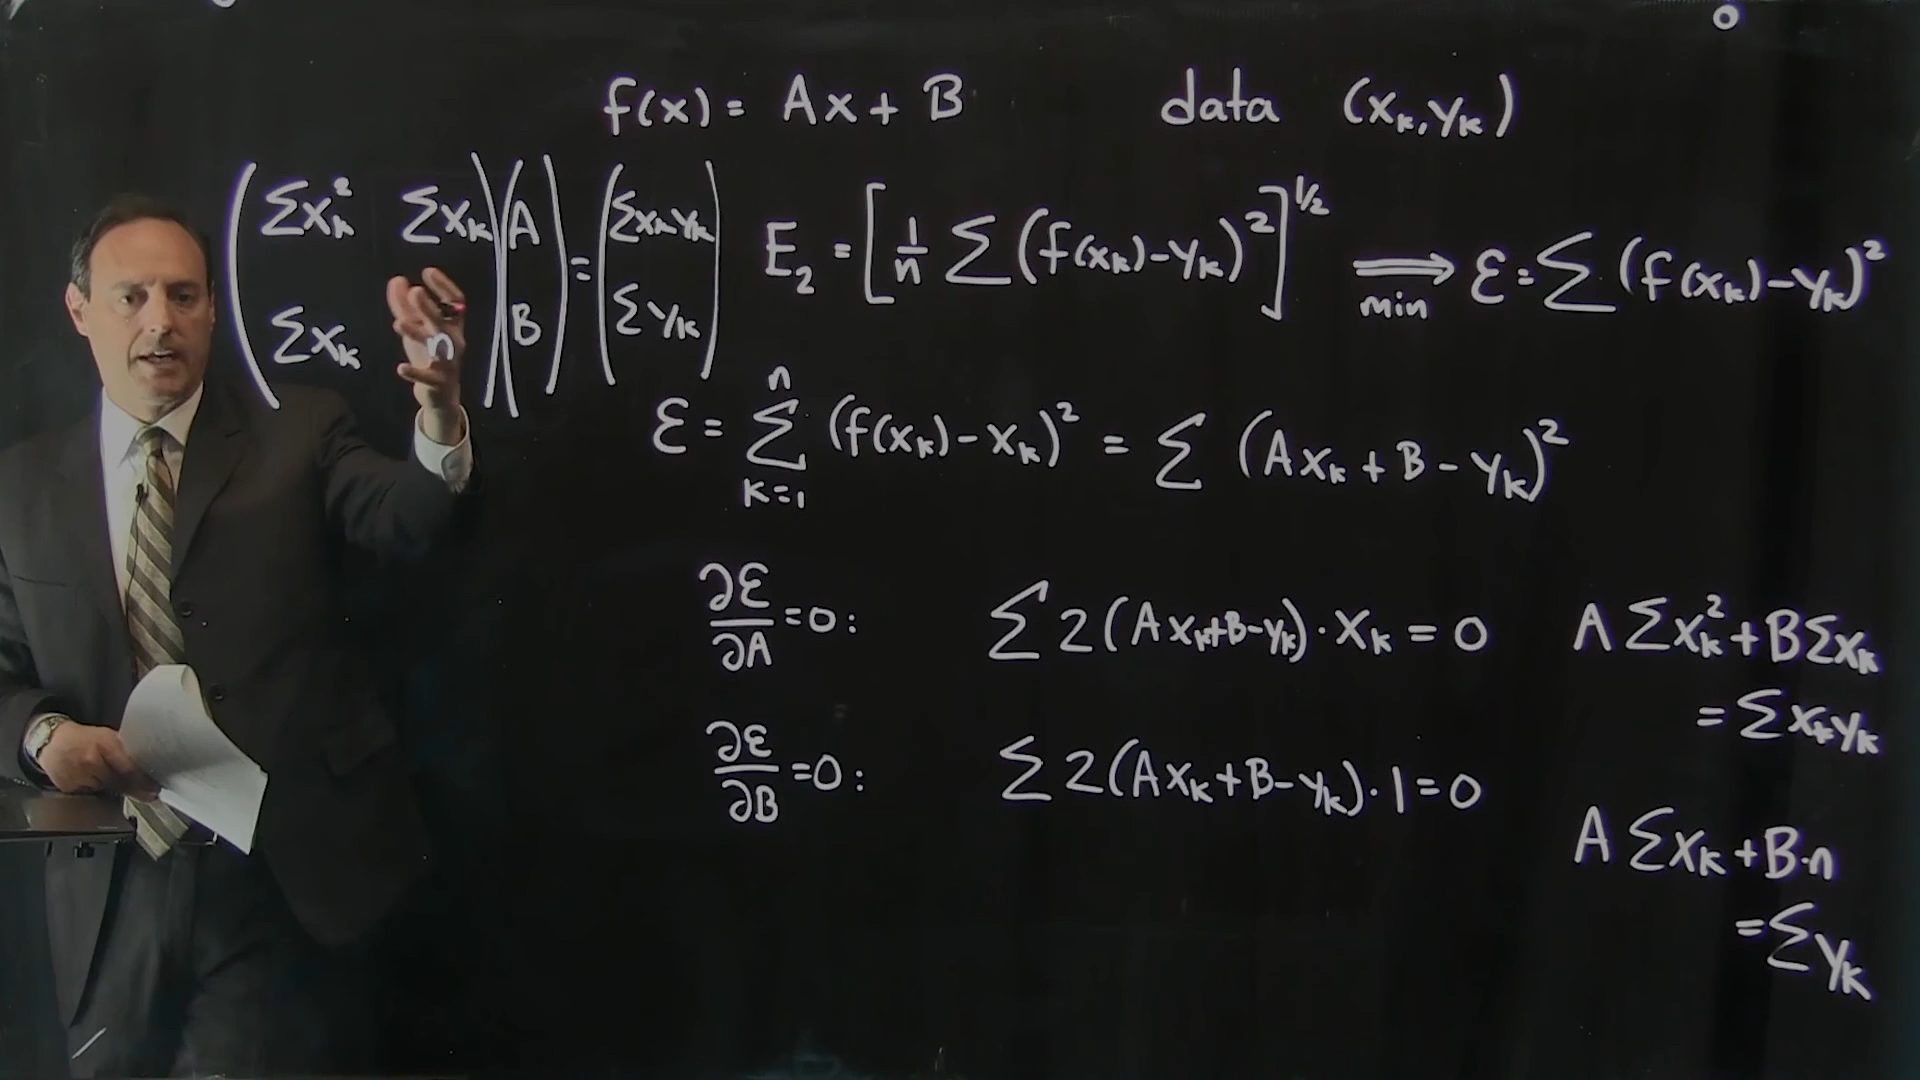 f(x) = Ax + B data (xₖ, yₖ)
(Σxₖ² Σxₖ) (A) = (Σxₖyₖ)
(Σxₖ n) (B) (Σyₖ)
E₂ = [1/n Σ(f(xₖ)-yₖ)²]^1/2 ⟹ min ε = Σ(f(xₖ)-yₖ)²
ε = Σ_{k=1}^{n} (f(xₖ)-xₖ)² = Σ (Axₖ + B - yₖ)²
∂ε/∂A = 0: Σ2(Axₖ+B-yₖ)·xₖ = 0 AΣxₖ²+BΣxₖ
= Σxₖyₖ
∂ε/∂B = 0: Σ2(Axₖ+B-yₖ)·1 = 0
AΣxₖ + B·n
= Σyₖ